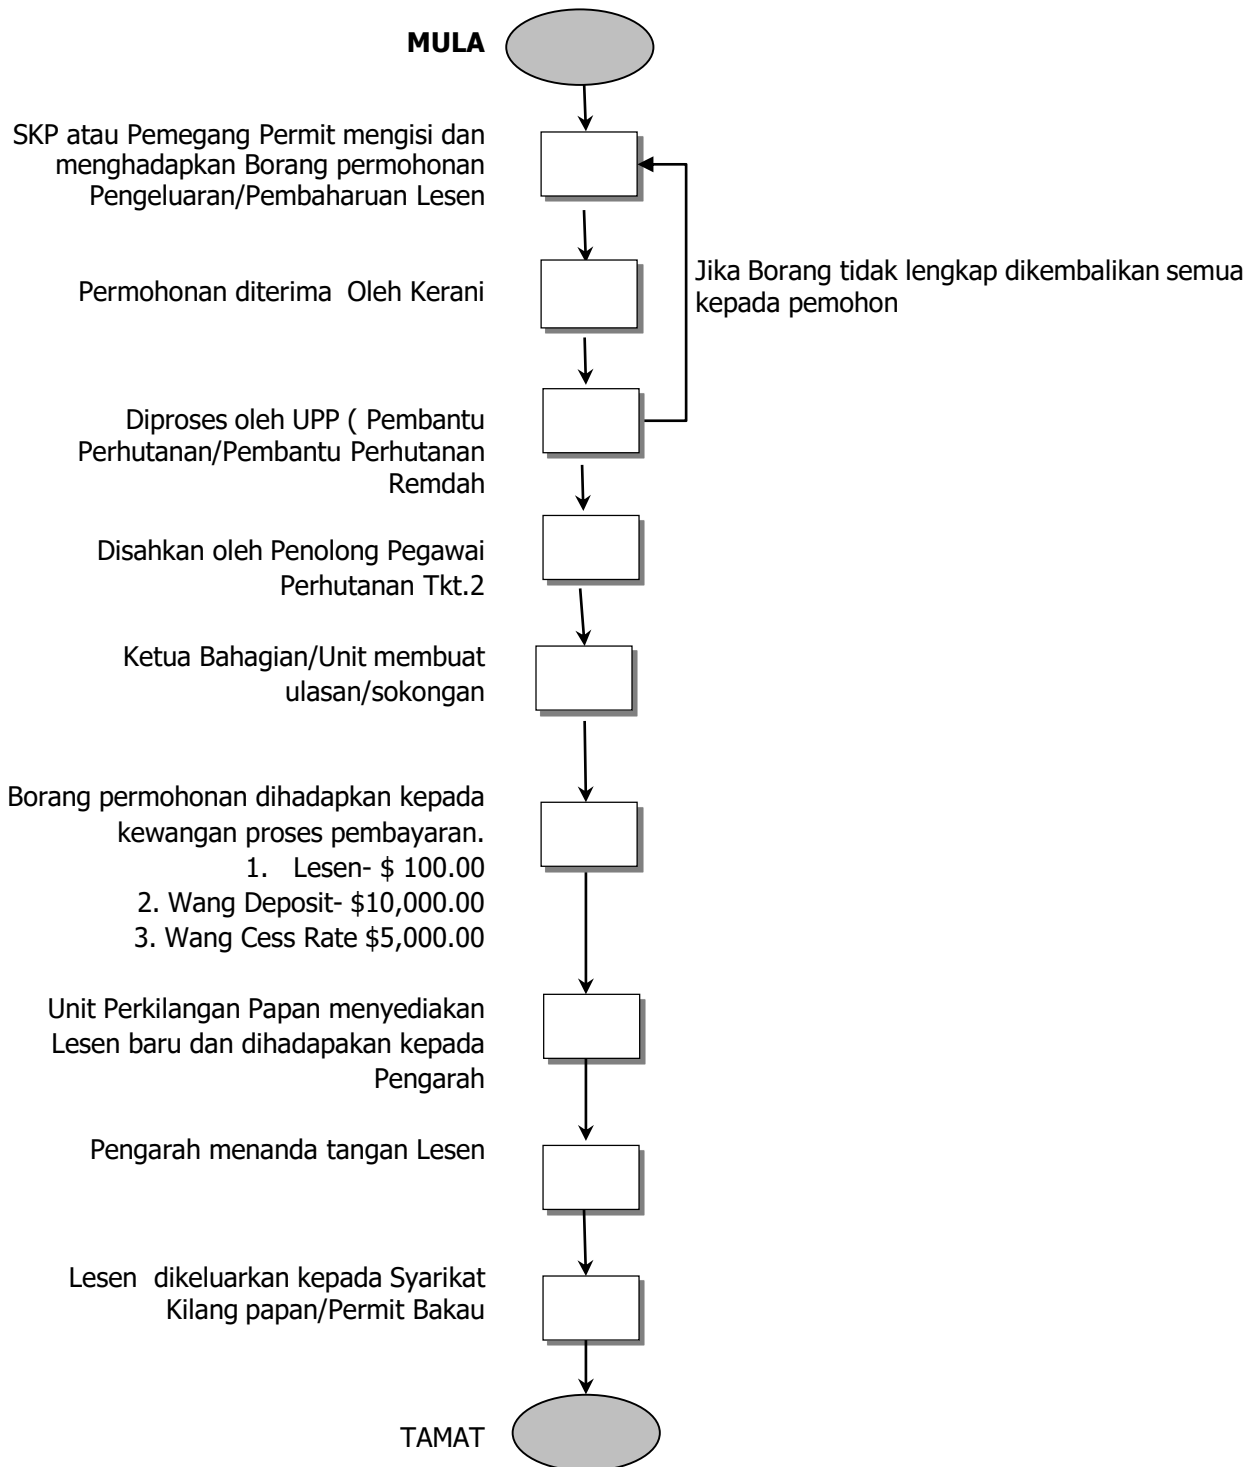 MULA
SKP atau Pemegang Permit mengisi dan
menghadapkan Borang permohonan
Pengeluaran/Pembaharuan Lesen
Jika Borang tidak lengkap dikembalikan semua
kepada pemohon
Permohonan diterima Oleh Kerani
Diproses oleh UPP ( Pembantu
Perhutanan/Pembantu Perhutanan
Remdah
Disahkan oleh Penolong Pegawai
Perhutanan Tkt.2
Ketua Bahagian/Unit membuat
ulasan/sokongan
Borang permohonan dihadapkan kepada
kewangan proses pembayaran.
1. Lesen- $ 100.00
2. Wang Deposit- $10,000.00
3. Wang Cess Rate $5,000.00
Unit Perkilangan Papan menyediakan
Lesen baru dan dihadapakan kepada
Pengarah
Pengarah menanda tangan Lesen
Lesen dikeluarkan kepada Syarikat
Kilang papan/Permit Bakau
TAMAT